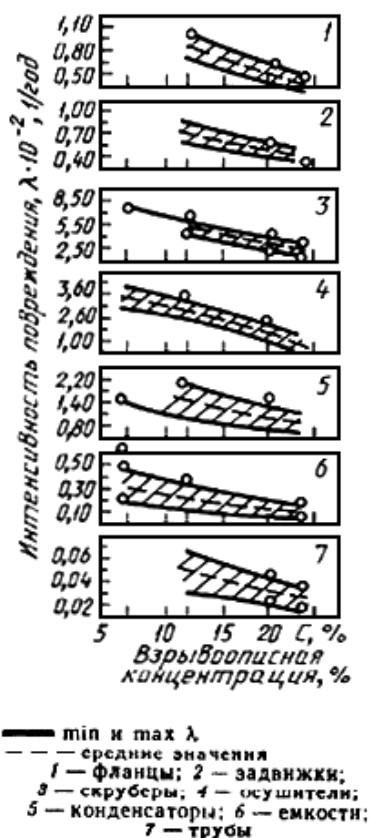 Интенсивность повреждения, λ·10⁻², 1/год
1,10
0,80
0,50
1
1,00
0,70
0,40
2
8,50
5,50
2,50
3
3,60
2,60
1,00
4
2,20
1,40
0,80
5
0,50
0,30
0,10
6
0,06
0,04
0,02
7
5 10 15 20 C, %
Взрывоописная
концентрация, %
min и max λ
— средние значения
1 — фланцы; 2 — задвижки;
3 — скруберы; 4 — осушители;
5 — конденсаторы; 6 — емкости;
7 — трубы